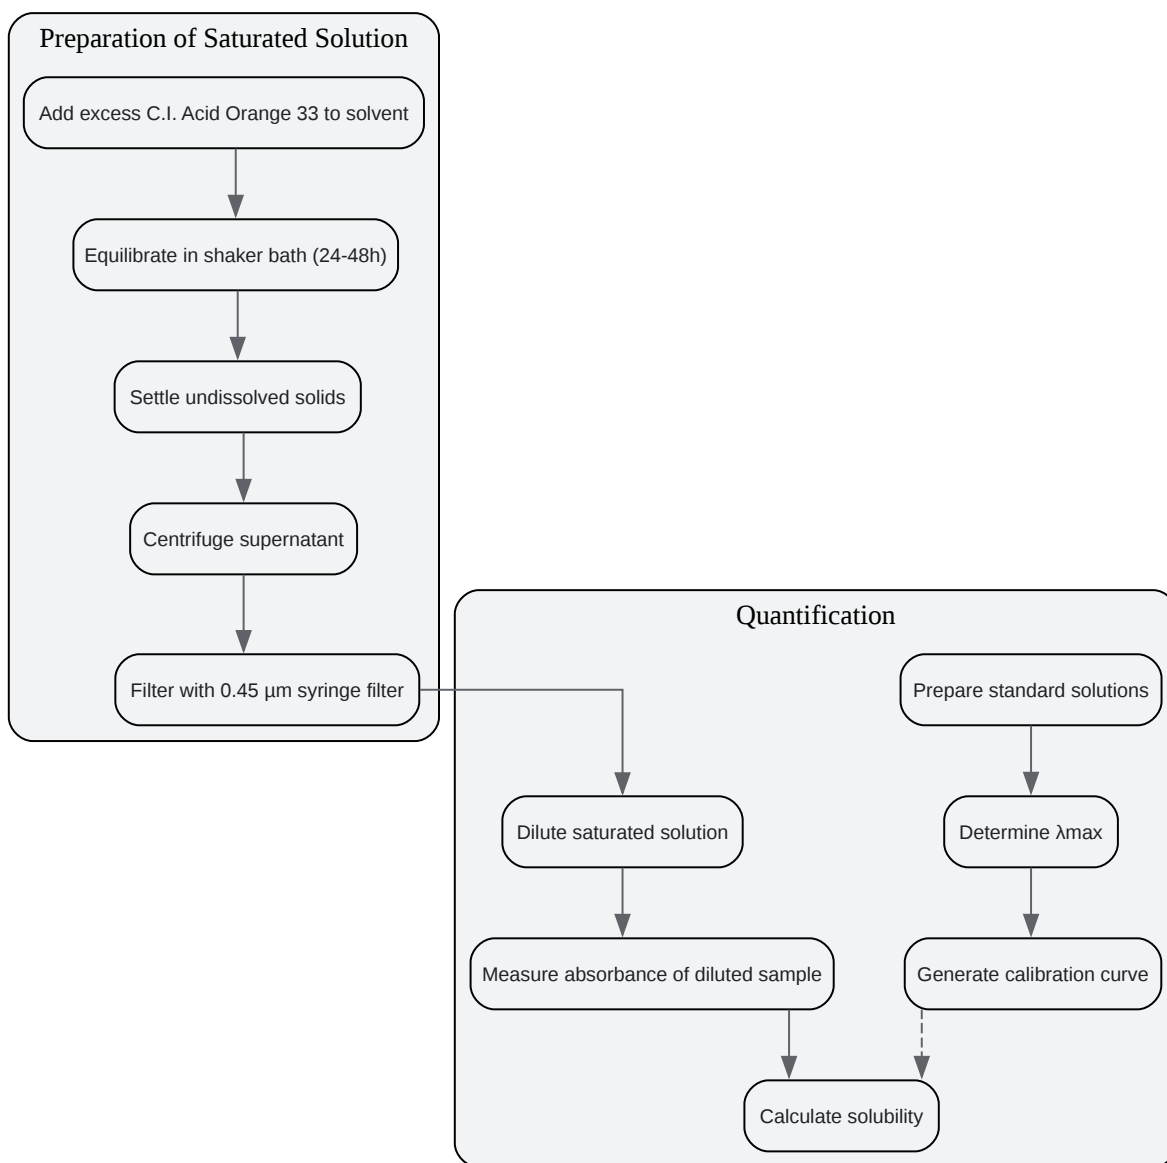 Preparation of Saturated Solution
Add excess C.I. Acid Orange 33 to solvent
Equilibrate in shaker bath (24-48h)
Settle undissolved solids
Centrifuge supernatant
Filter with 0.45 µm syringe filter
Quantification
Prepare standard solutions
Dilute saturated solution
Determine λmax
Measure absorbance of diluted sample
Generate calibration curve
Calculate solubility